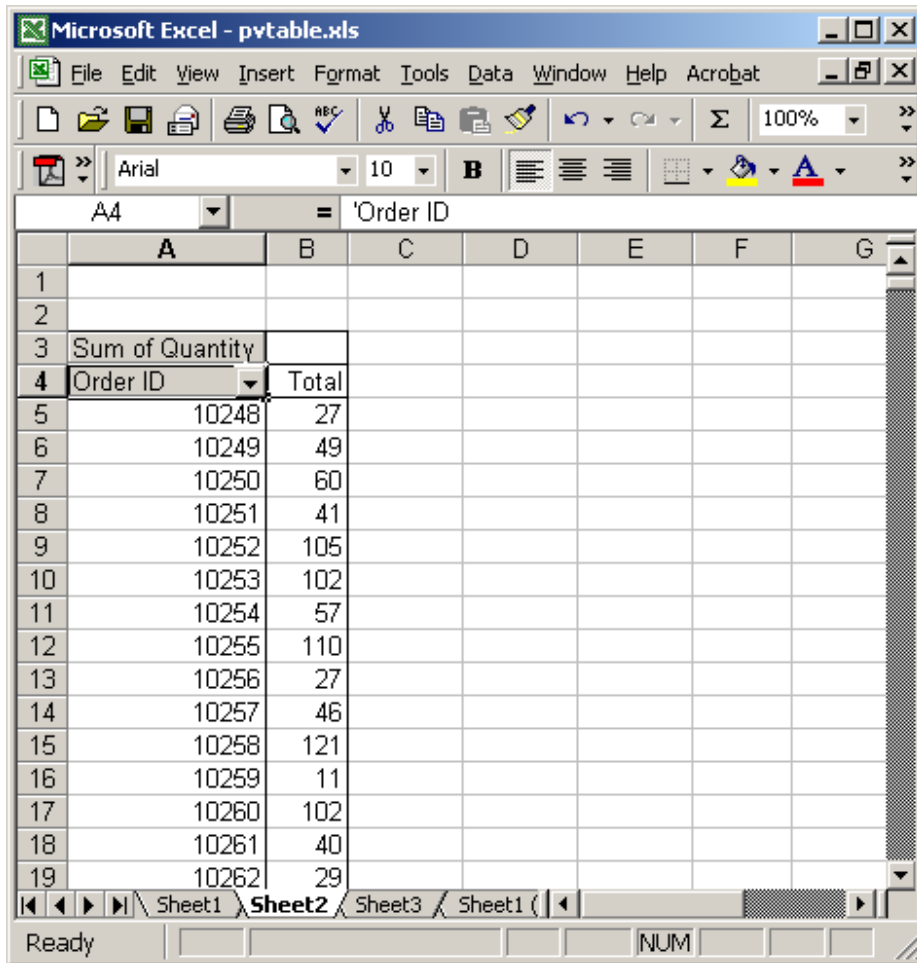 Microsoft Excel - pvtable.xls
File Edit View Insert Format Tools Data Window Help Acrobat
ABC Σ 100% »
» Arial 10 B A »
A4 = 'Order ID
A B C D E F G
1
2
3 Sum of Quantity
4 Order ID Total
5 10248 27
6 10249 49
7 10250 60
8 10251 41
9 10252 105
10 10253 102
11 10254 57
12 10255 110
13 10256 27
14 10257 46
15 10258 121
16 10259 11
17 10260 102
18 10261 40
19 10262 29
Sheet1 Sheet2 Sheet3 Sheet1 (
Ready NUM